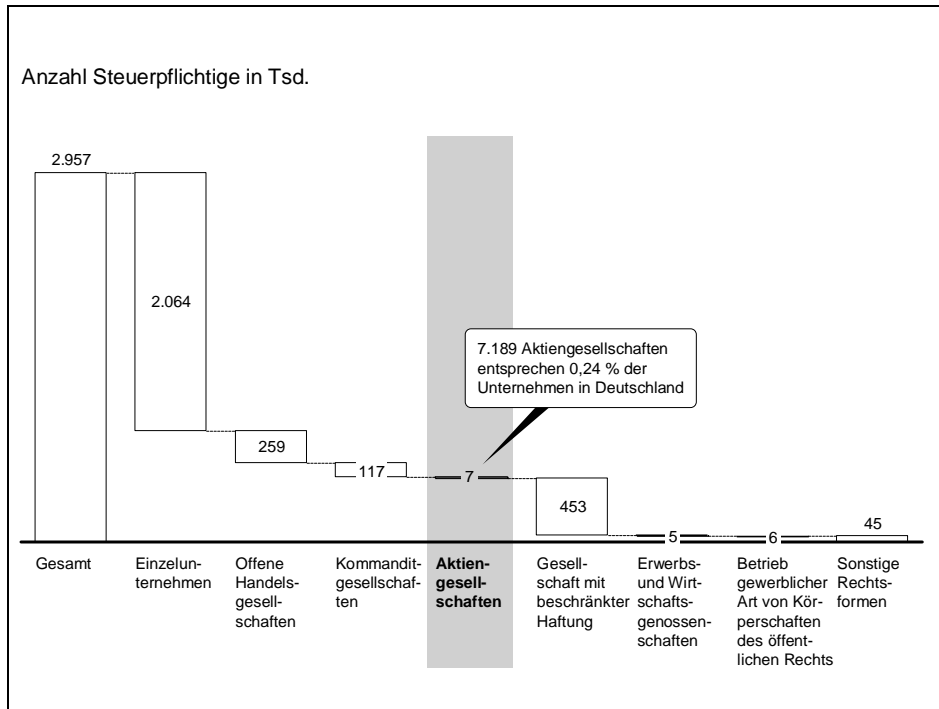 Anzahl Steuerpflichtige in Tsd.
2.957
2.064
7.189 Aktiengesellschaften
entsprechen 0,24 % der
Unternehmen in Deutschland
259
117
7
453
5
6
45
Gesamt
Einzelun-
ternehmen
Offene
Handels-
gesell-
schaften
Kommandit-
gesellschaf-
ten
Aktien-
gesell-
schaften
Gesell-
schaft mit
beschränkter
Haftung
Erwerbs-
und Wirt-
schafts-
genossen-
schaften
Betrieb
gewerblicher
Art von Kör-
perschaften
des öffent-
lichen Rechts
Sonstige
Rechts-
formen